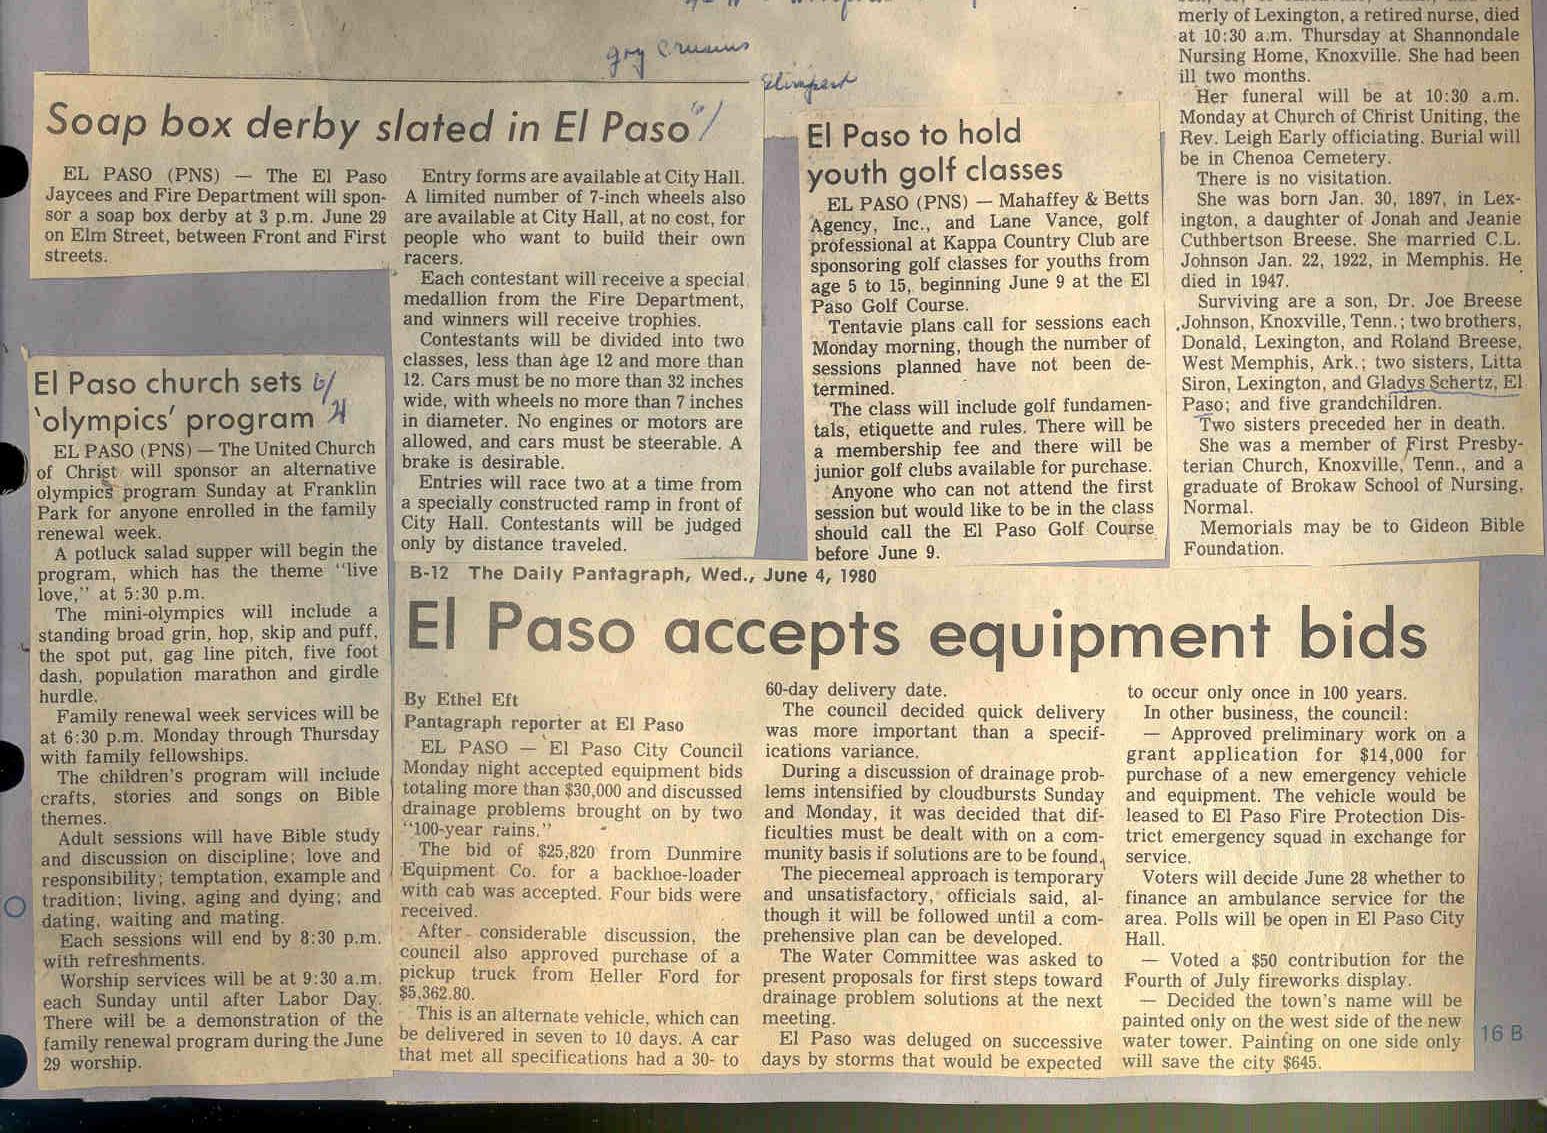 Soap box derby slated in El Paso
EL PASO (PNS) — The El Paso
Jaycees and Fire Department will spon-
sor a soap box derby at 3 p.m. June 29
on Elm Street, between Front and First
streets.
Entry forms are available at City Hall.
A limited number of 7-inch wheels also
are available at City Hall, at no cost, for
people who want to build their own
racers.
Each contestant will receive a special
medallion from the Fire Department,
and winners will receive trophies.
Contestants will be divided into two
classes, less than age 12 and more than
12. Cars must be no more than 32 inches
wide, with wheels no more than 7 inches
in diameter. No engines or motors are
allowed, and cars must be steerable. A
brake is desirable.
Entries will race two at a time from
a specially constructed ramp in front of
City Hall. Contestants will be judged
only by distance traveled.
El Paso church sets
'olympics' program
EL PASO (PNS) — The United Church
of Christ will sponsor an alternative
olympics program Sunday at Franklin
Park for anyone enrolled in the family
renewal week.
A potluck salad supper will begin the
program, which has the theme "live
love," at 5:30 p.m.
The mini-olympics will include a
standing broad grin, hop, skip and puff,
the spot put, gag line pitch, five foot
dash, population marathon and girdle
hurdle.
Family renewal week services will be
at 6:30 p.m. Monday through Thursday
with family fellowships.
The children's program will include
crafts, stories and songs on Bible
themes.
Adult sessions will have Bible study
and discussion on discipline; love and
responsibility; temptation, example and
tradition; living, aging and dying; and
dating, waiting and mating.
Each sessions will end by 8:30 p.m.
with refreshments.
Worship services will be at 9:30 a.m.
each Sunday until after Labor Day.
There will be a demonstration of the
family renewal program during the June
29 worship.
El Paso to hold
youth golf classes
EL PASO (PNS) — Mahaffey & Betts
Agency, Inc., and Lane Vance, golf
professional at Kappa Country Club are
sponsoring golf classes for youths from
age 5 to 15, beginning June 9 at the El
Paso Golf Course.
Tentavie plans call for sessions each
Monday morning, though the number of
sessions planned have not been de-
termined.
The class will include golf fundamen-
tals, etiquette and rules. There will be
a membership fee and there will be
junior golf clubs available for purchase.
Anyone who can not attend the first
session but would like to be in the class
should call the El Paso Golf Course
before June 9.
merly of Lexington, a retired nurse, died
at 10:30 a.m. Thursday at Shannondale
Nursing Home, Knoxville. She had been
ill two months.
Her funeral will be at 10:30 a.m.
Monday at Church of Christ Uniting, the
Rev. Leigh Early officiating. Burial will
be in Chenoa Cemetery.
There is no visitation.
She was born Jan. 30, 1897, in Lex-
ington, a daughter of Jonah and Jeanie
Cuthbertson Breese. She married C.L.
Johnson Jan. 22, 1922, in Memphis. He
died in 1947.
Surviving are a son, Dr. Joe Breese
Johnson, Knoxville, Tenn.; two brothers,
Donald, Lexington, and Roland Breese,
West Memphis, Ark.; two sisters, Litta
Siron, Lexington, and Gladys Schertz, El
Paso; and five grandchildren.
Two sisters preceded her in death.
She was a member of First Presby-
terian Church, Knoxville, Tenn., and a
graduate of Brokaw School of Nursing,
Normal.
Memorials may be to Gideon Bible
Foundation.
B-12 The Daily Pantagraph, Wed., June 4, 1980
El Paso accepts equipment bids
By Ethel Eft
Pantagraph reporter at El Paso
EL PASO — El Paso City Council
Monday night accepted equipment bids
totaling more than $30,000 and discussed
drainage problems brought on by two
"100-year rains."
The bid of $25,820 from Dunmire
Equipment Co. for a backhoe-loader
with cab was accepted. Four bids were
received.
After considerable discussion, the
council also approved purchase of a
pickup truck from Heller Ford for
$5,362.80.
This is an alternate vehicle, which can
be delivered in seven to 10 days. A car
that met all specifications had a 30- to
60-day delivery date.
The council decided quick delivery
was more important than a specif-
ications variance.
During a discussion of drainage prob-
lems intensified by cloudbursts Sunday
and Monday, it was decided that dif-
ficulties must be dealt with on a com-
munity basis if solutions are to be found.
The piecemeal approach is temporary
and unsatisfactory, officials said, al-
though it will be followed until a com-
prehensive plan can be developed.
The Water Committee was asked to
present proposals for first steps toward
drainage problem solutions at the next
meeting.
El Paso was deluged on successive
days by storms that would be expected
to occur only once in 100 years.
In other business, the council:
— Approved preliminary work on a
grant application for $14,000 for
purchase of a new emergency vehicle
and equipment. The vehicle would be
leased to El Paso Fire Protection Dis-
trict emergency squad in exchange for
service.
Voters will decide June 28 whether to
finance an ambulance service for the
area. Polls will be open in El Paso City
Hall.
— Voted a $50 contribution for the
Fourth of July fireworks display.
— Decided the town's name will be
painted only on the west side of the new
water tower. Painting on one side only
will save the city $645.
16 B